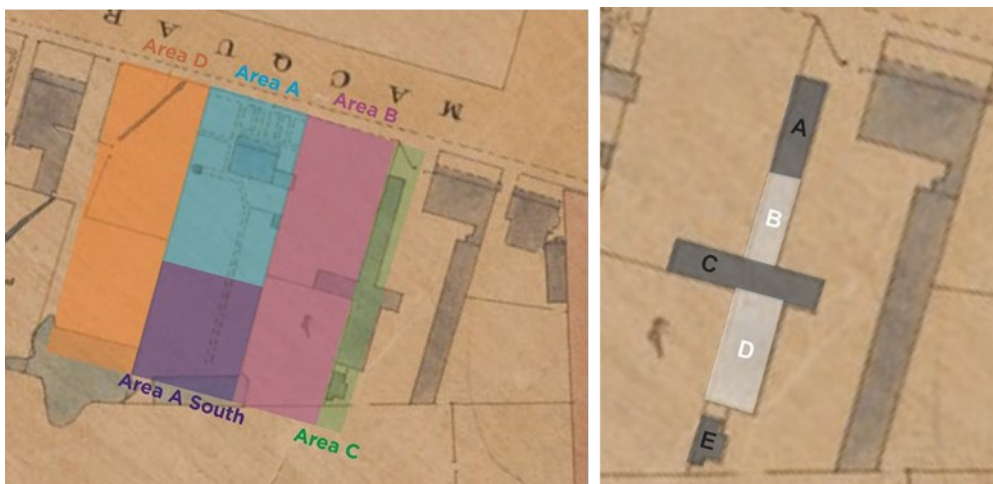 M A C Q U A R
Area D
Area A
Area B
Area A South
Area C
A
B
C
D
E